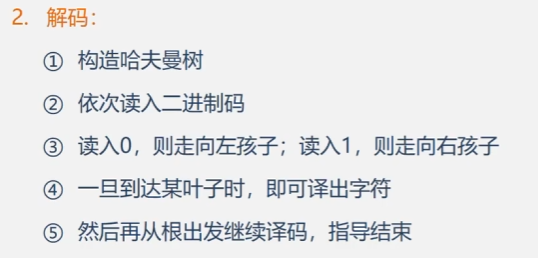 2. 解码：
① 构造哈夫曼树
② 依次读入二进制码
③ 读入0，则走向左孩子；读入1，则走向右孩子
④ 一旦到达某叶子时，即可译出字符
⑤ 然后再从根出发继续译码，指导结束